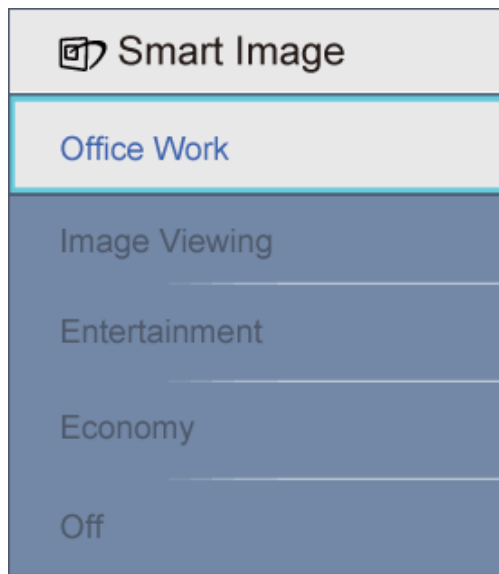 Smart Image
Office Work
Image Viewing
Entertainment
Economy
Off